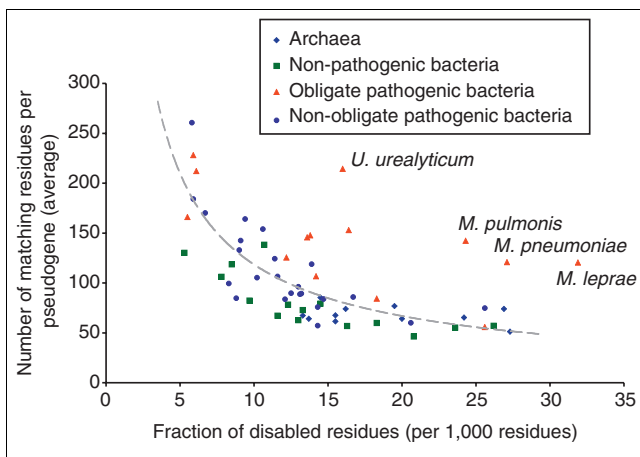 Archaea
Non-pathogenic bacteria
Obligate pathogenic bacteria
Non-obligate pathogenic bacteria
300
250
200
150
100
50
0
Number of matching residues per
pseudogene (average)
U. urealyticum
M. pulmonis
M. pneumoniae
M. leprae
0 5 10 15 20 25 30 35
Fraction of disabled residues (per 1,000 residues)